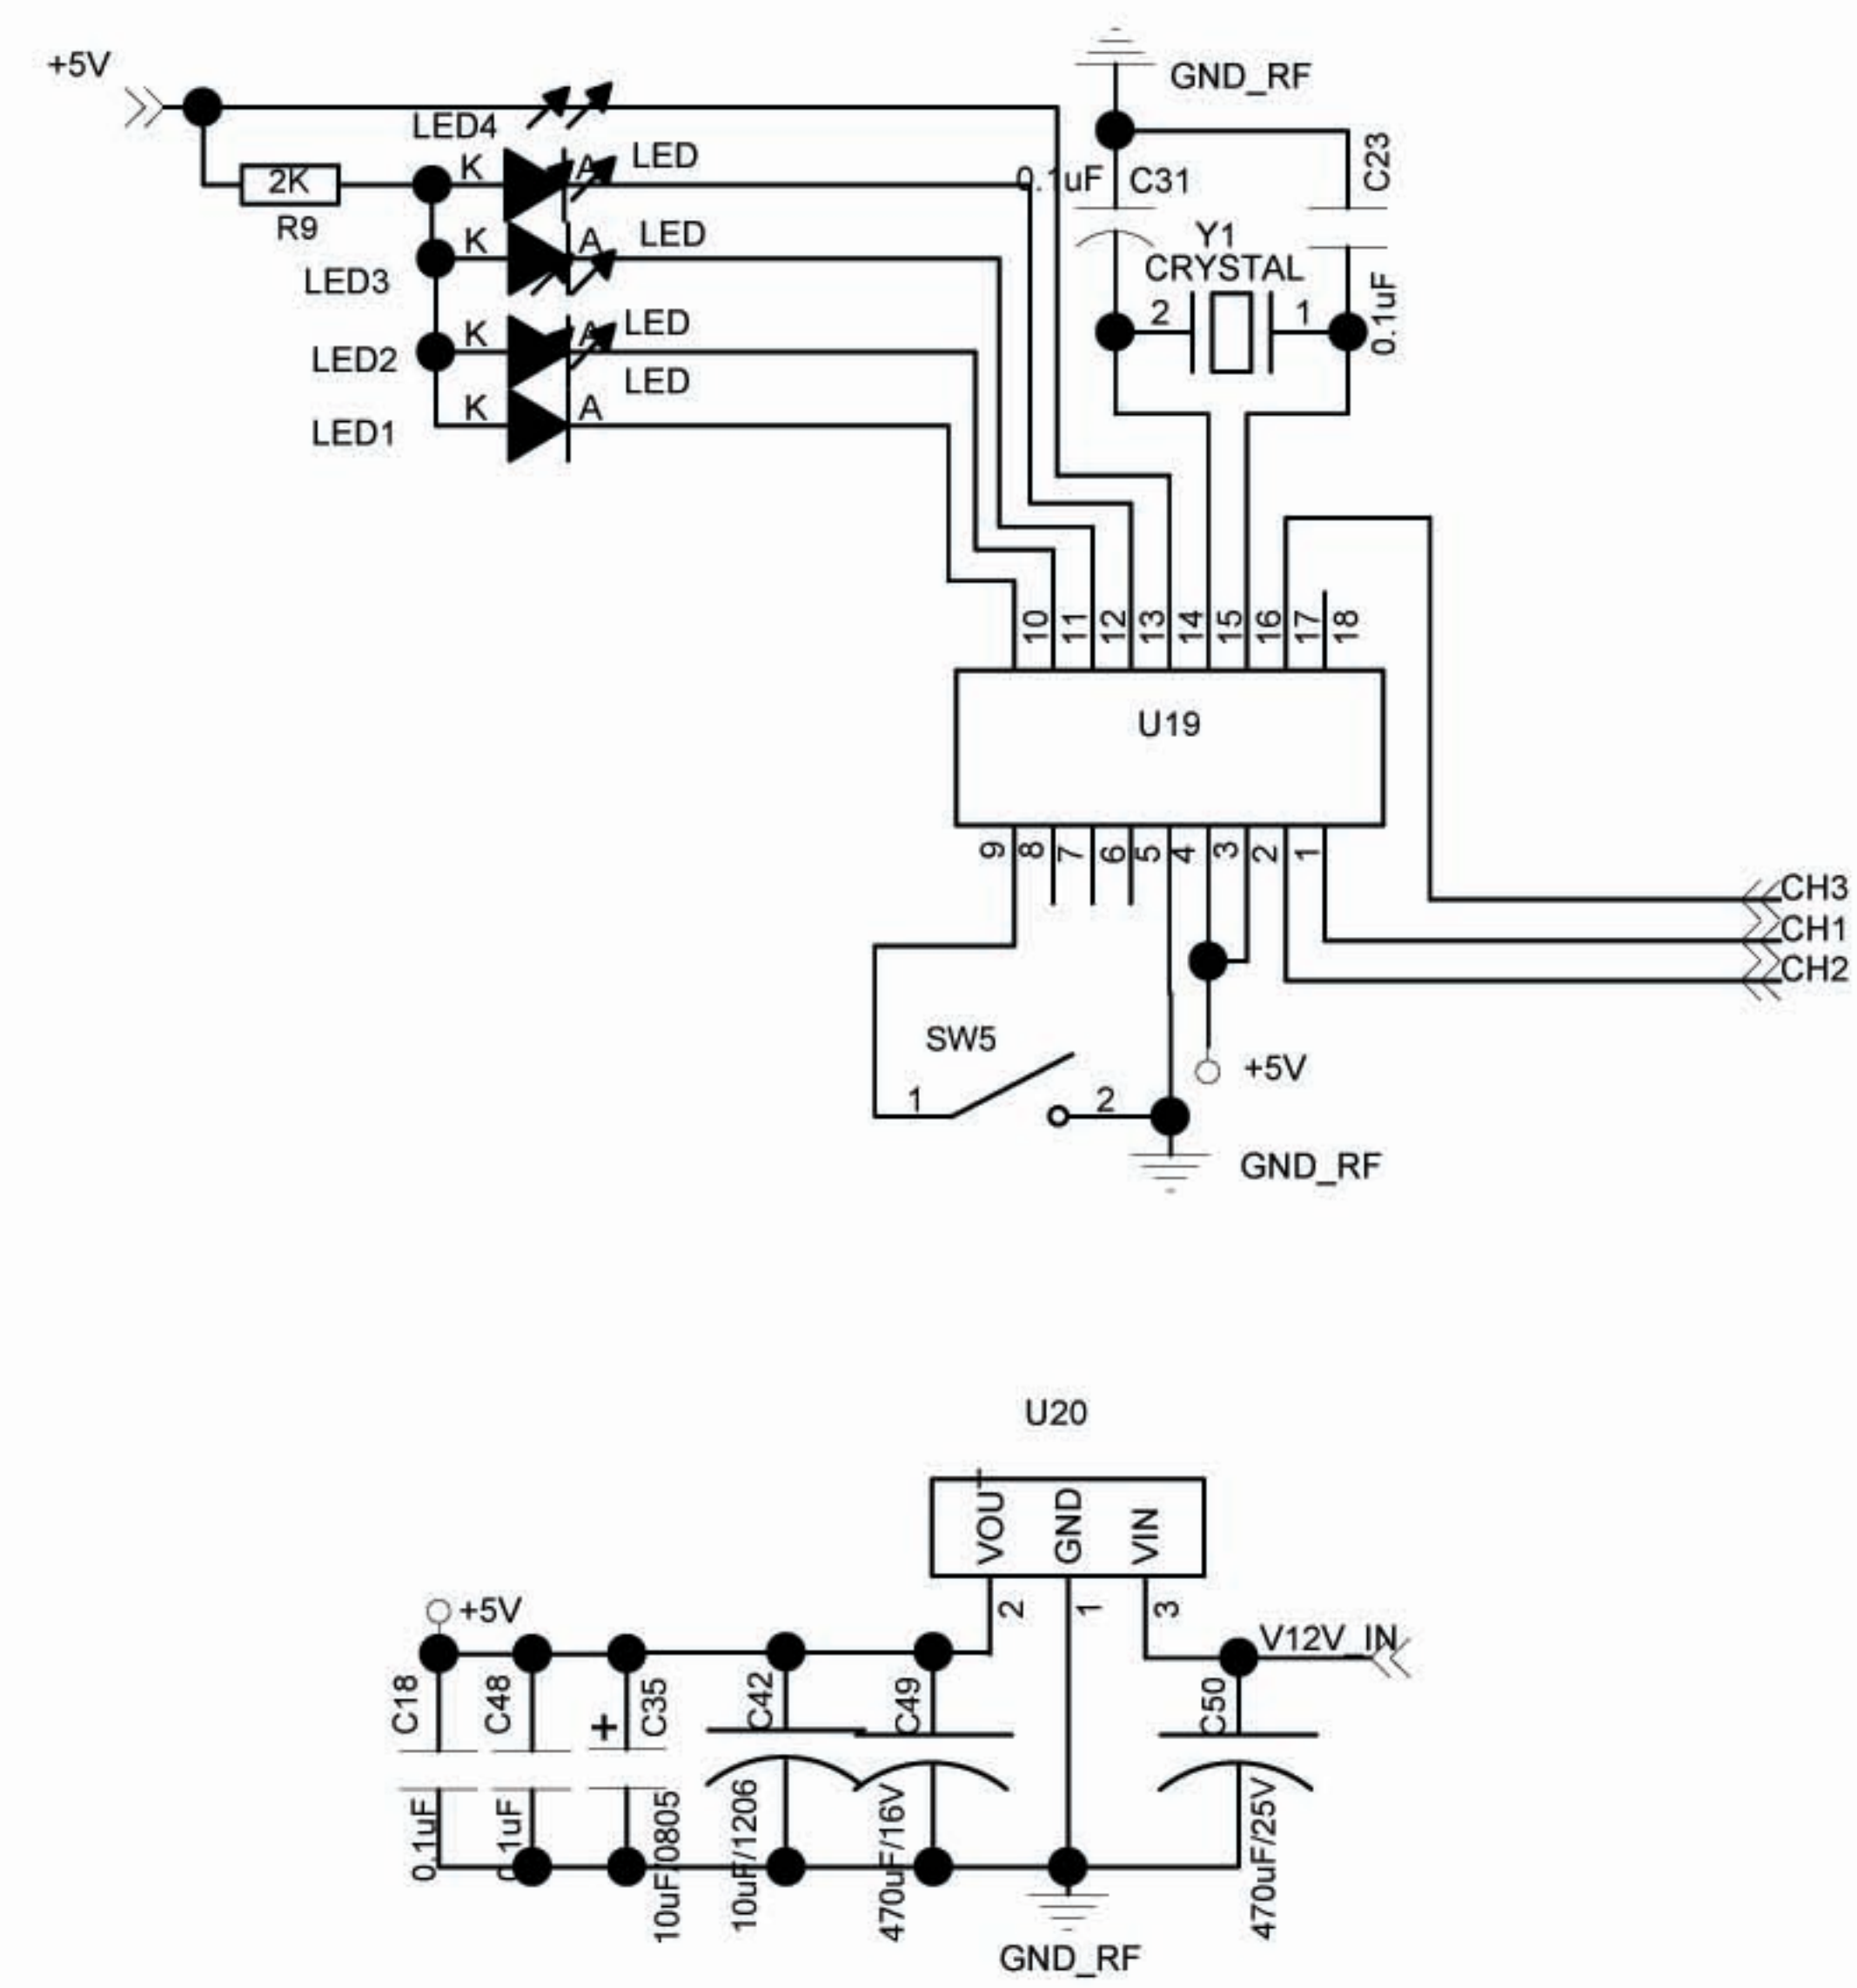 +5V
GND_RF
LED4
K
A
LED
0.1uF
C31
C23
2K
R9
K
A
LED
Y1
CRYSTAL
LED3
2
1
0.1uF
K
A
LED
LED2
LED
K
A
LED1
10
11
12
13
14
15
16
17
18
U19
9
8
7
6
5
4
3
2
1
CH3
CH1
CH2
SW5
+5V
1
2
GND_RF
U20
VOUT
GND
VIN
2
1
3
+5V
V12V_IN
C18
C48
+
C35
C42
C49
C50
0.1uF
0.1uF
10uF/0805
10uF/1206
470uF/16V
470uF/25V
GND_RF